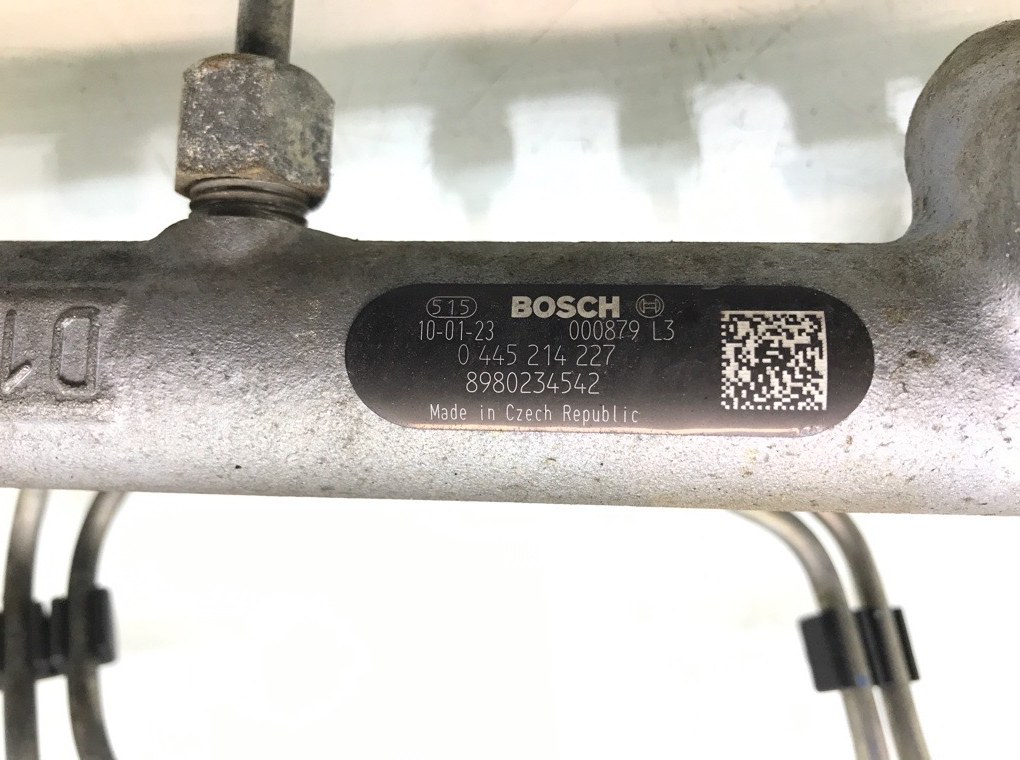 515 BOSCH
10-01-23 000879 L3
0 445 214 227
8980234542
Made in Czech Republic